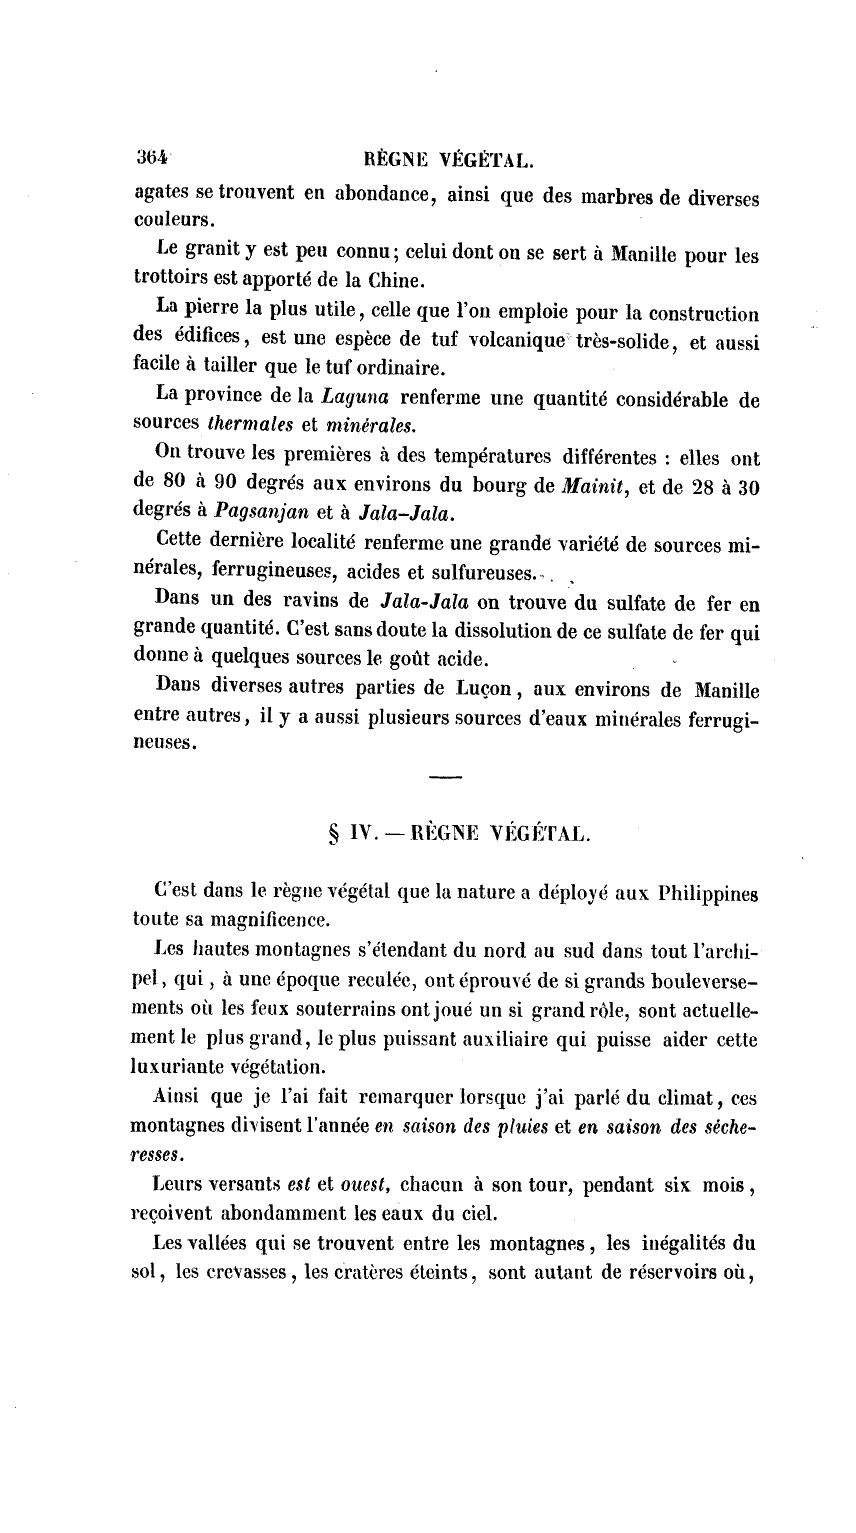 364 RÈGNE VÉGÉTAL.
agates se trouvent en abondance, ainsi que des marbres de diverses
couleurs.
Le granit y est peu connu; celui dont on se sert à Manille pour les
trottoirs est apporté de la Chine.
La pierre la plus utile, celle que l'on emploie pour la construction
des édifices, est une espèce de tuf volcanique très-solide, et aussi
facile à tailler que le tuf ordinaire.
La province de la Laguna renferme une quantité considérable de
sources thermales et minérales.
On trouve les premières à des températures différentes : elles ont
de 80 à 90 degrés aux environs du bourg de Mainit, et de 28 à 30
degrés à Pagsanjan et à Jala-Jala.
Cette dernière localité renferme une grande variété de sources mi-
nérales, ferrugineuses, acides et sulfureuses.
Dans un des ravins de Jala-Jala on trouve du sulfate de fer en
grande quantité. C'est sans doute la dissolution de ce sulfate de fer qui
donne à quelques sources le goût acide.
Dans diverses autres parties de Luçon, aux environs de Manille
entre autres, il y a aussi plusieurs sources d'eaux minérales ferrugi-
neuses.
§ IV. — RÈGNE VÉGÉTAL.
C'est dans le règne végétal que la nature a déployé aux Philippines
toute sa magnificence.
Les hautes montagnes s'étendant du nord au sud dans tout l'archi-
pel, qui, à une époque reculée, ont éprouvé de si grands bouleverse-
ments où les feux souterrains ont joué un si grand rôle, sont actuelle-
ment le plus grand, le plus puissant auxiliaire qui puisse aider cette
luxuriante végétation.
Ainsi que je l'ai fait remarquer lorsque j'ai parlé du climat, ces
montagnes divisent l'année en saison des pluies et en saison des séche-
resses.
Leurs versants est et ouest, chacun à son tour, pendant six mois,
reçoivent abondamment les eaux du ciel.
Les vallées qui se trouvent entre les montagnes, les inégalités du
sol, les crevasses, les cratères éteints, sont autant de réservoirs où,